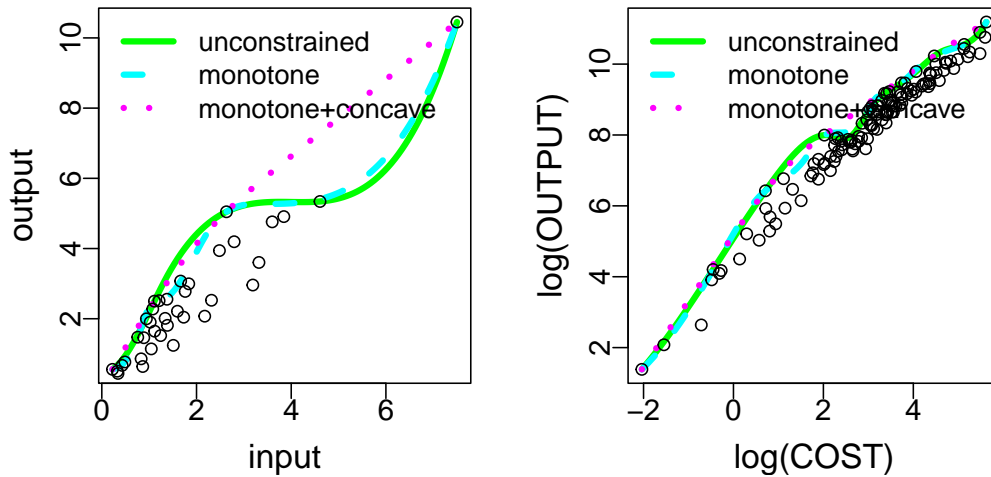 output
10
8
6
4
2
0 2 4 6
input
unconstrained
monotone
monotone+concave
log(OUTPUT)
10
8
6
4
2
−2 0 2 4
log(COST)
unconstrained
monotone
monotone+concave